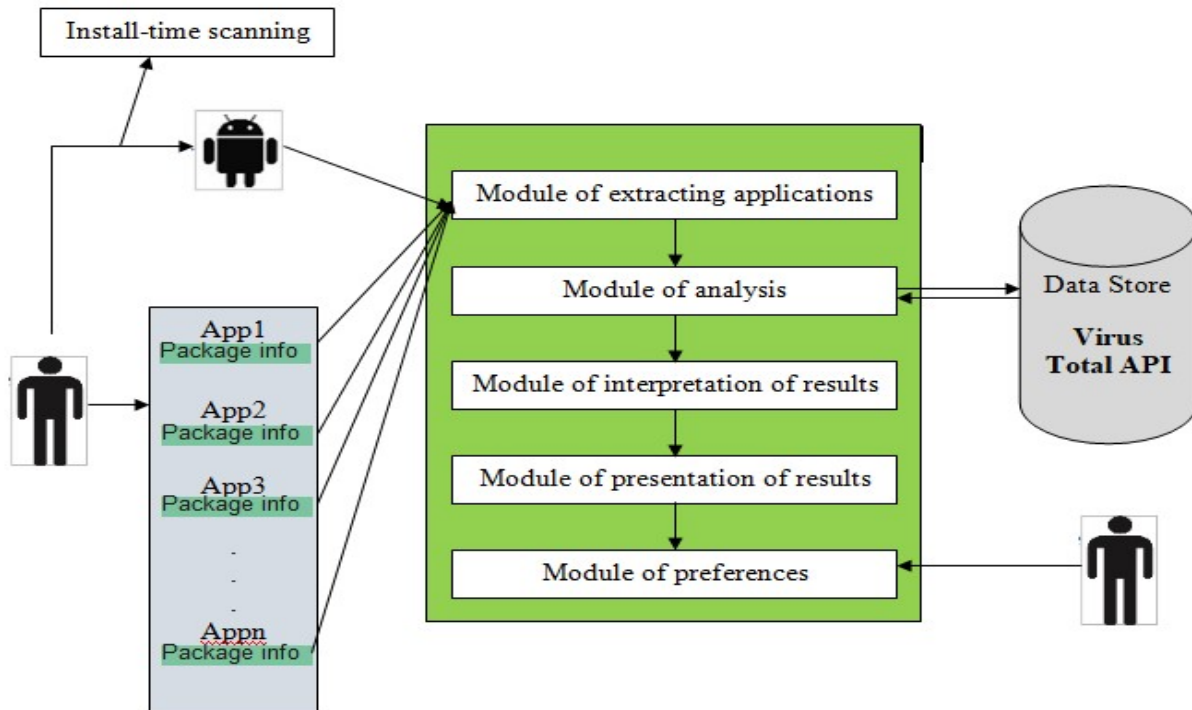 Install-time scanning
Module of extracting applications
Module of analysis
Module of interpretation of results
Module of presentation of results
Module of preferences
App1
Package info
App2
Package info
App3
Package info
.
.
.
Appn
Package info
Data Store
Virus
Total API